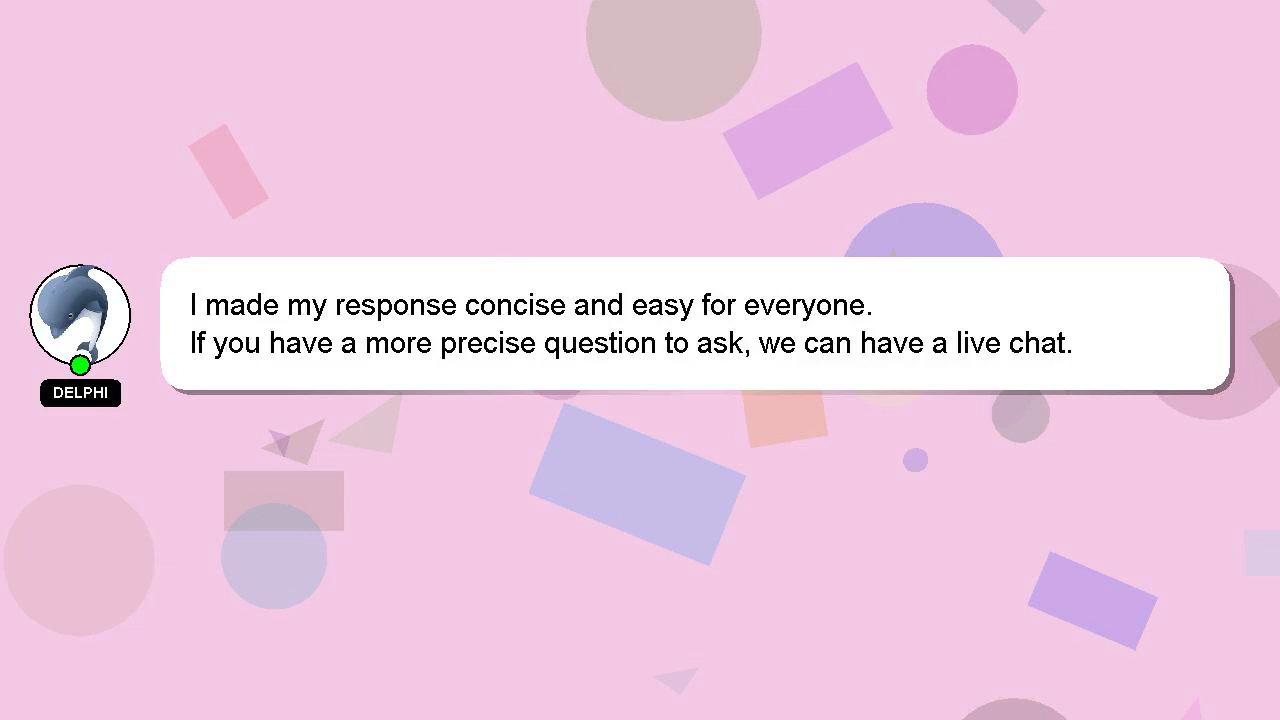 I made my response concise and easy for everyone.
If you have a more precise question to ask, we can have a live chat.
DELPHI